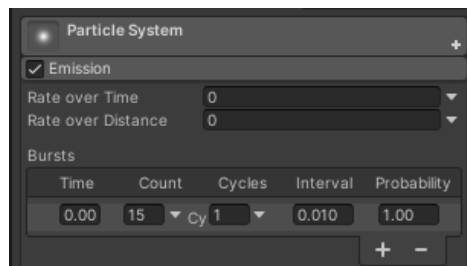 Particle System
Emission
Rate over Time 0
Rate over Distance 0
Bursts
Time Count Cycles Interval Probability
0.00 15 Cy 1 0.010 1.00